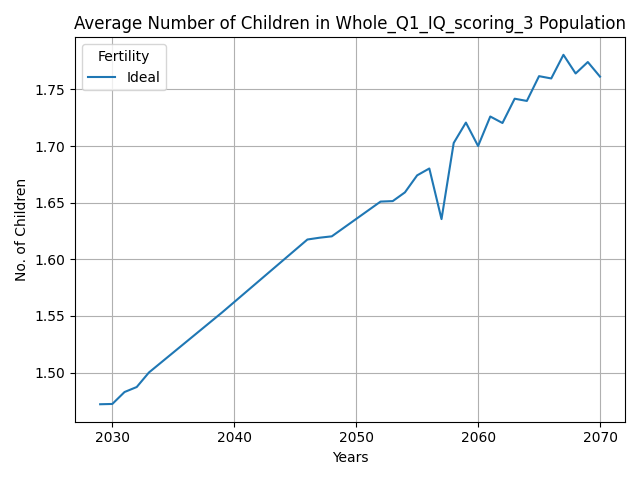 Average Number of Children in Whole_Q1_IQ_scoring_3 Population
Fertility
Ideal
1.75
1.70
1.65
1.60
1.55
1.50
No. of Children
2030 2040 2050 2060 2070
Years